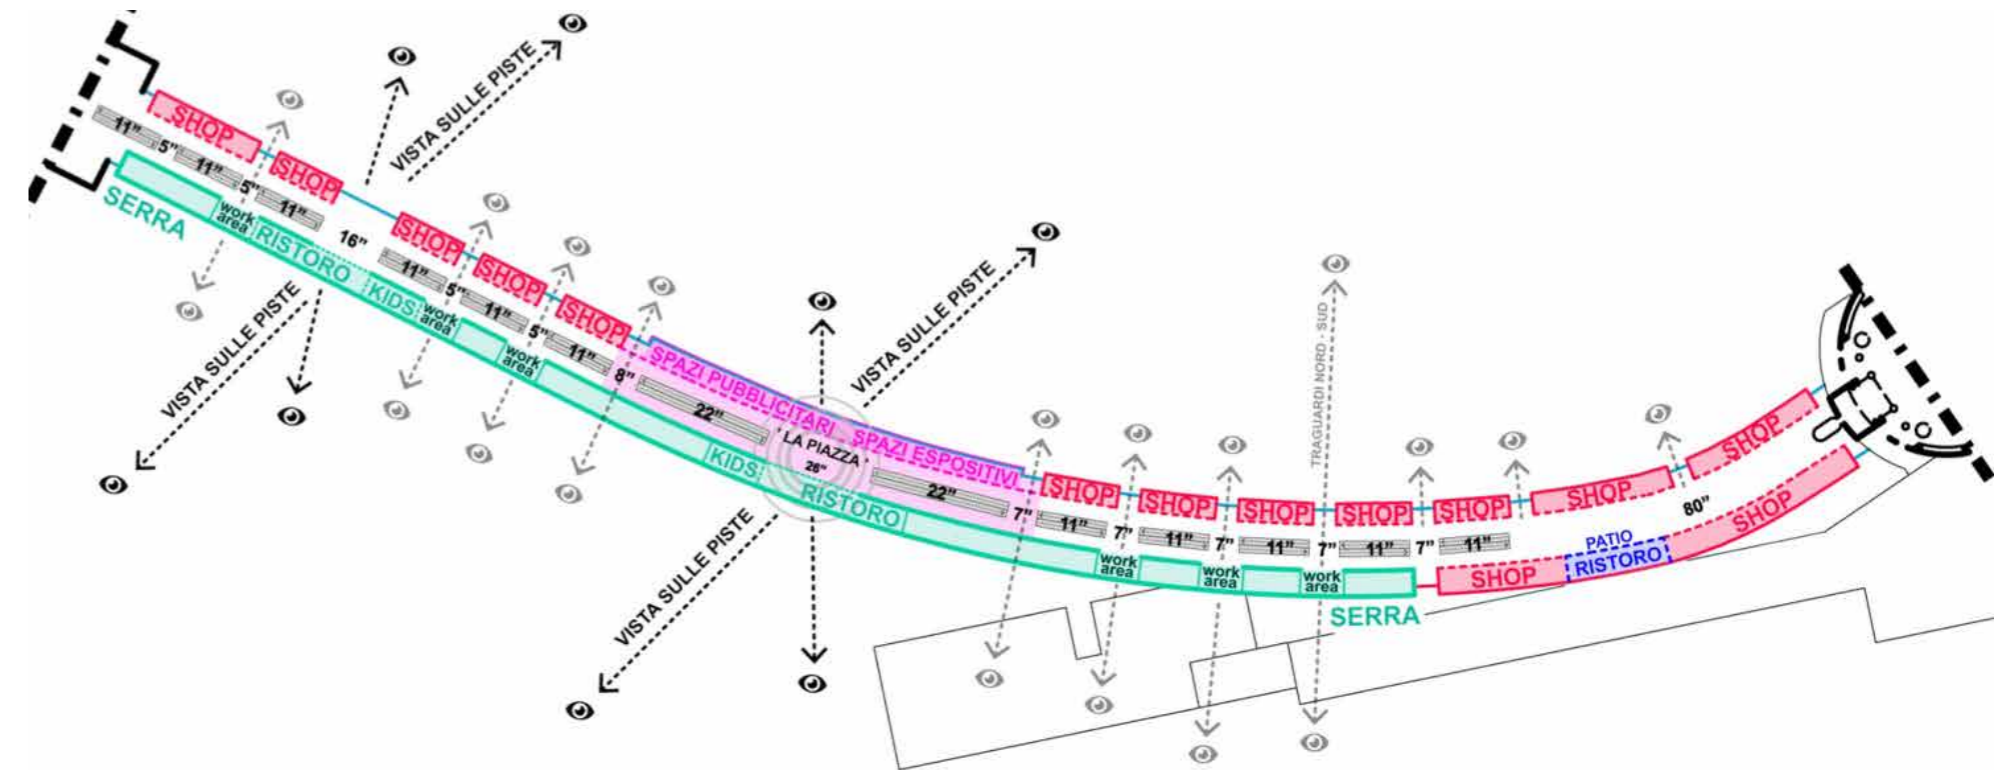 VISTA SULLE PISTE
SHOP
SHOP
SHOP
SHOP
SHOP
11”
5”
11”
5”
11”
16”
11”
5”
11”
5”
11”
8”
22”
SERRA
work
area
RISTORO
KIDS
work
area
work
area
VISTA SULLE PISTE
SPAZI PUBBLICITARI
SPAZI ESPOSITIVI
LA PIAZZA
26”
KIDS
RISTORO
VISTA SULLE PISTE
VISTA SULLE PISTE
22”
7”
11”
7”
11”
7”
11”
7”
11”
7”
11”
80”
SHOP
SHOP
SHOP
SHOP
SHOP
SHOP
SHOP
TRAGUARDI NORD - SUD
work
area
work
area
work
area
SERRA
SHOP
PATIO
RISTORO
SHOP